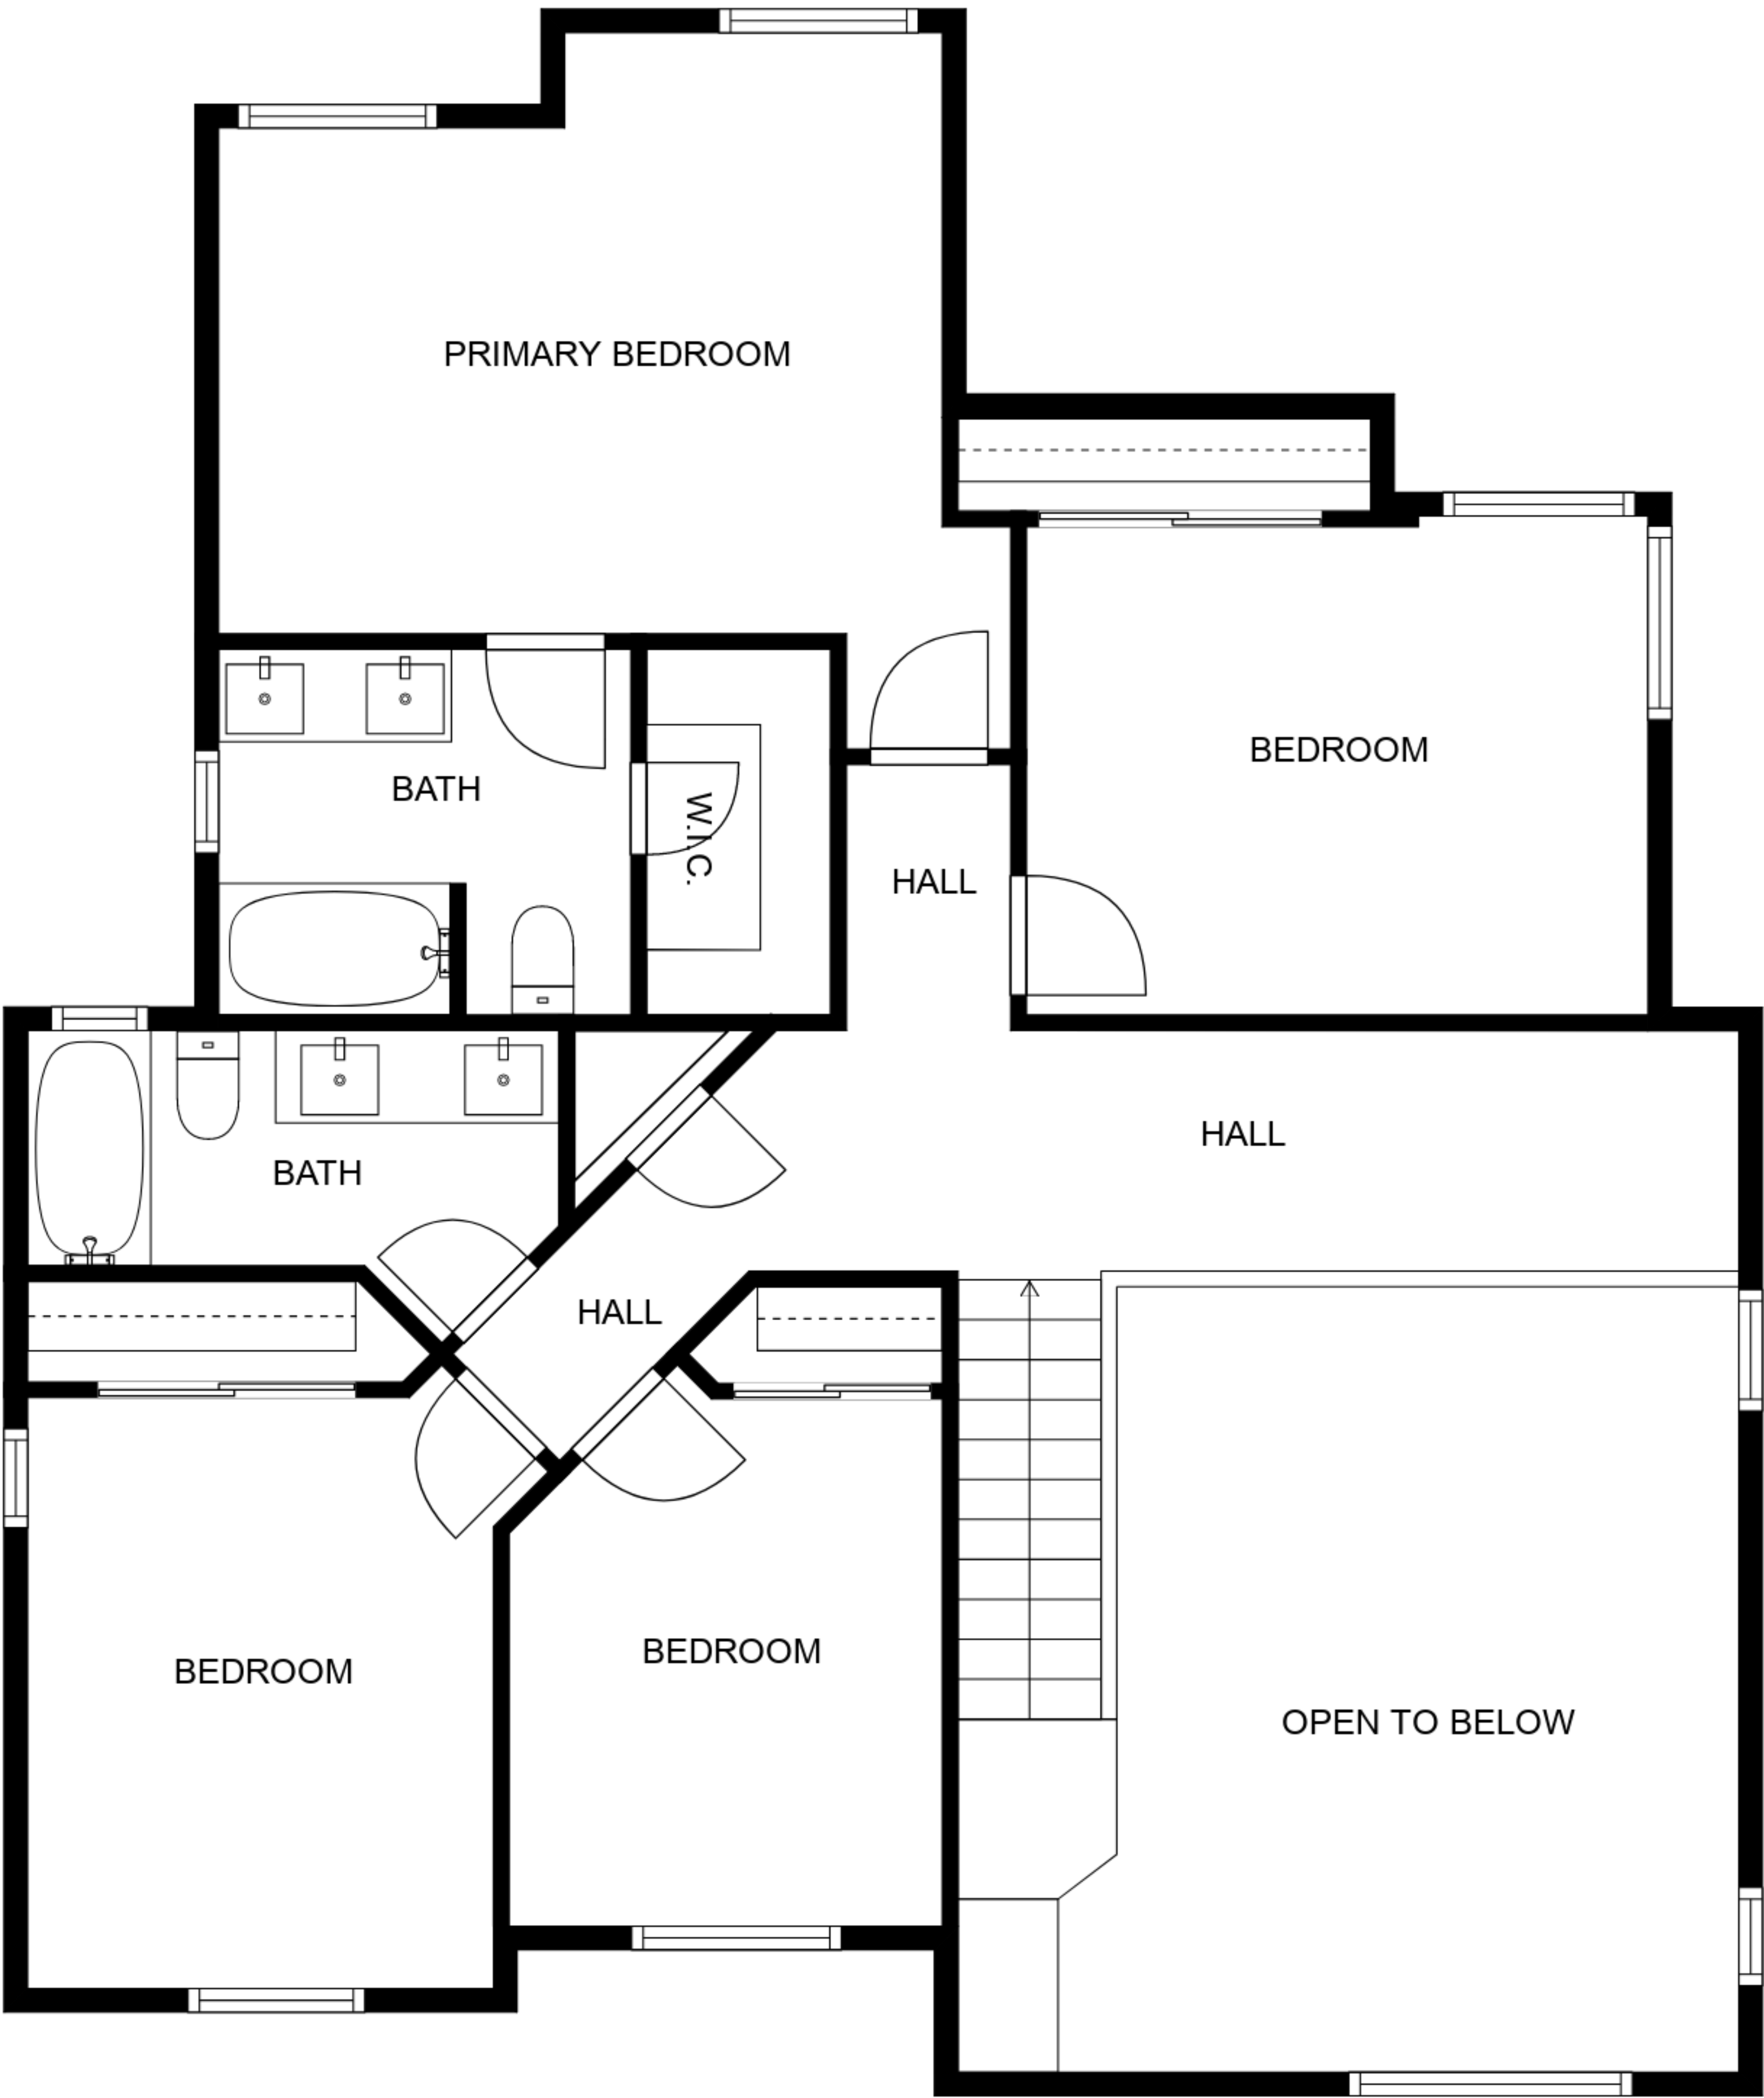 PRIMARY BEDROOM
BEDROOM
BATH
W.I.C.
HALL
HALL
BATH
HALL
BEDROOM
BEDROOM
OPEN TO BELOW